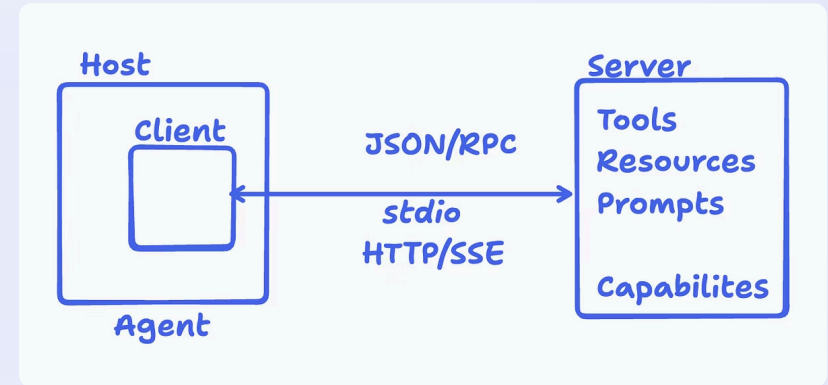 Host
Client
Agent
JSON/RPC
stdio
HTTP/SSE
Server
Tools
Resources
Prompts
Capabilites